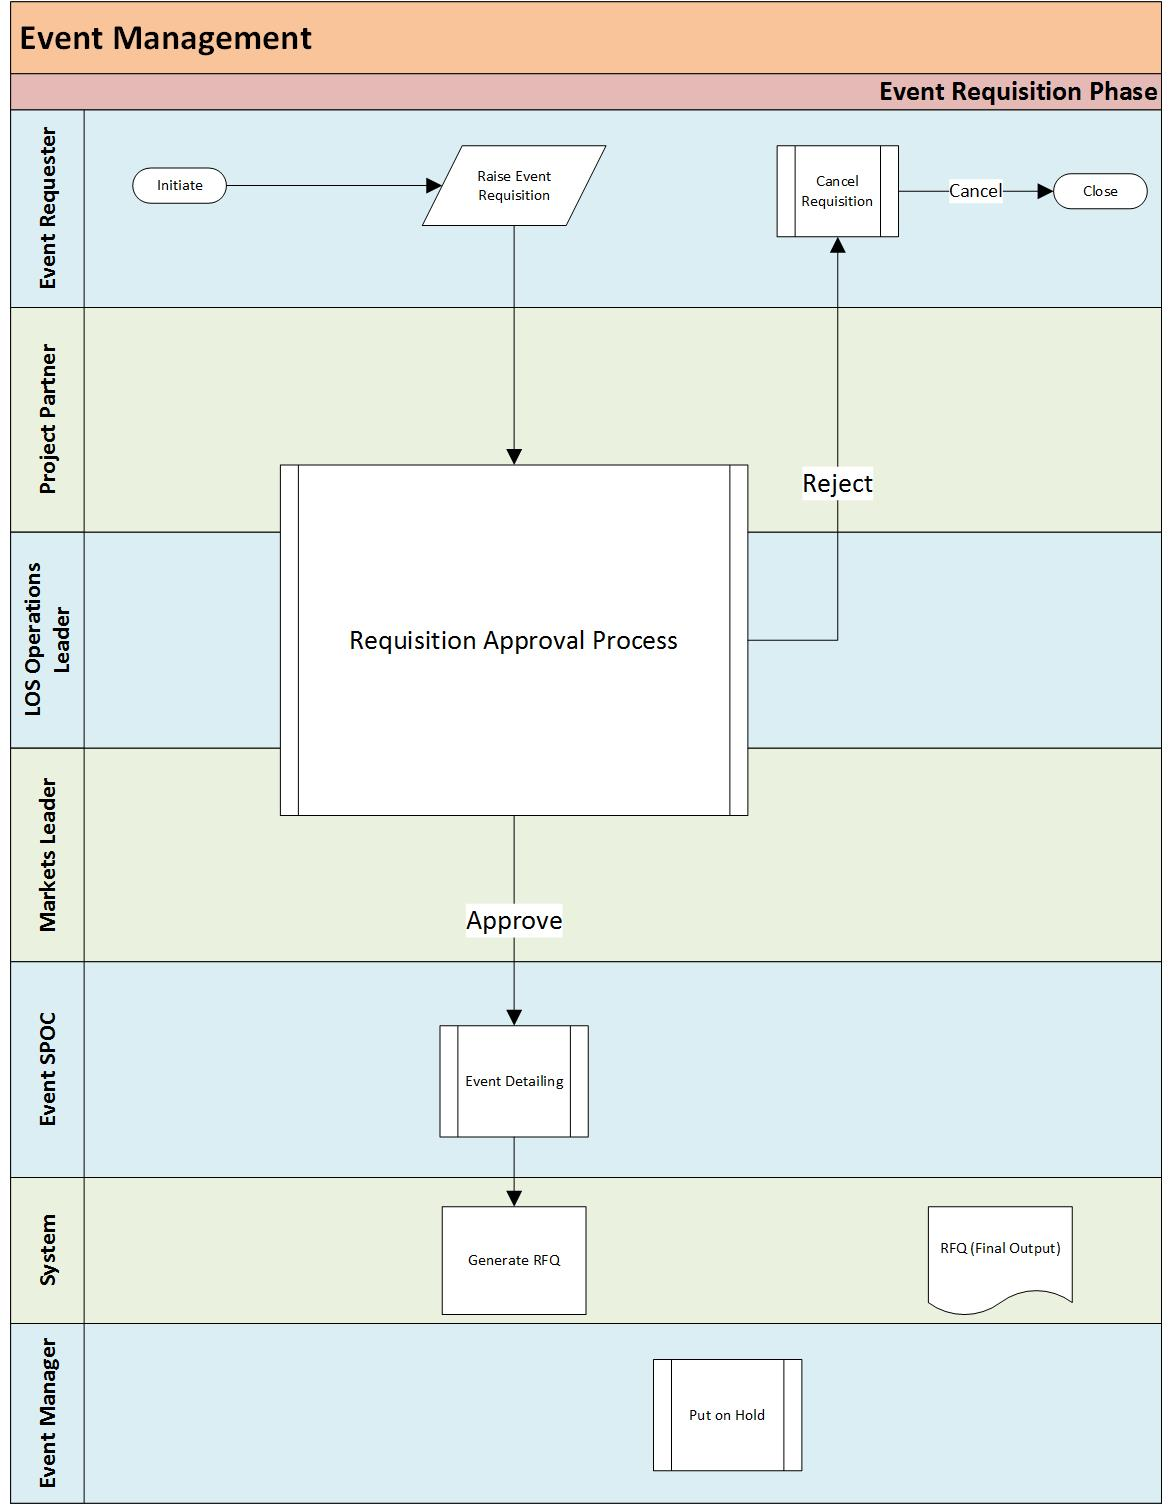 Event Management
Event Requisition Phase
Event Requester
Initiate
Raise Event
Requisition
Cancel
Requisition
Cancel
Close
Project Partner
Reject
LOS Operations
Leader
Requisition Approval Process
Markets Leader
Approve
Event SPOC
Event Detailing
System
Generate RFQ
RFQ (Final Output)
Event Manager
Put on Hold